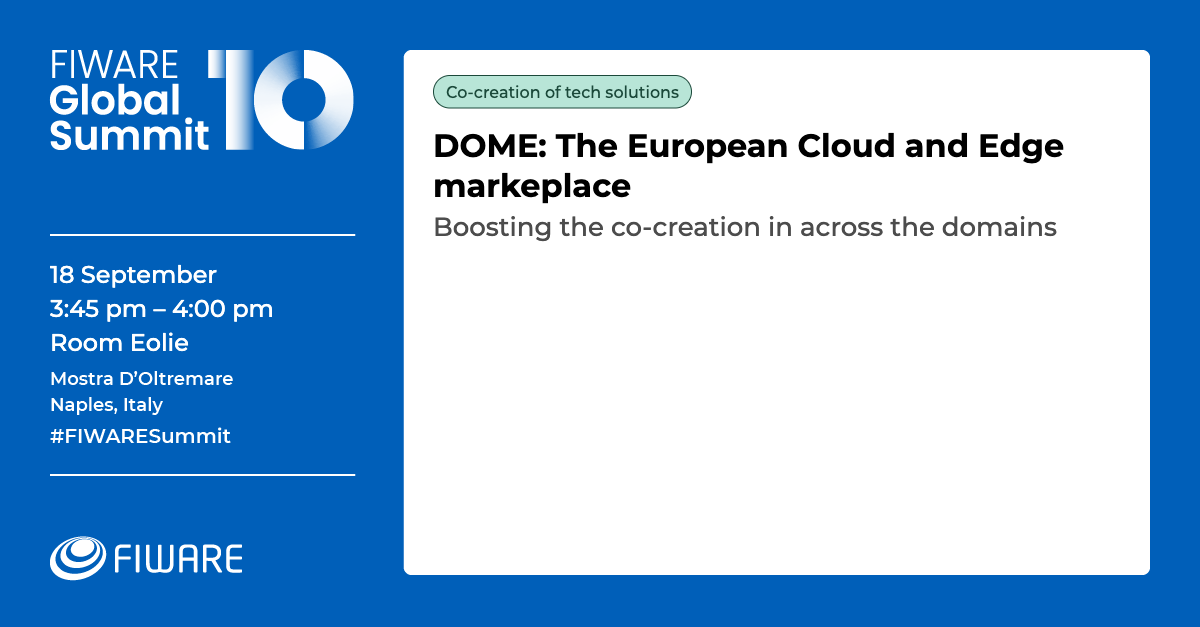 FIWARE
Global
Summit
10
18 September
3:45 pm – 4:00 pm
Room Eolie
Mostra D’Oltremare
Naples, Italy
#FIWARESummit
FIWARE
Co-creation of tech solutions
DOME: The European Cloud and Edge
markeplace
Boosting the co-creation in across the domains